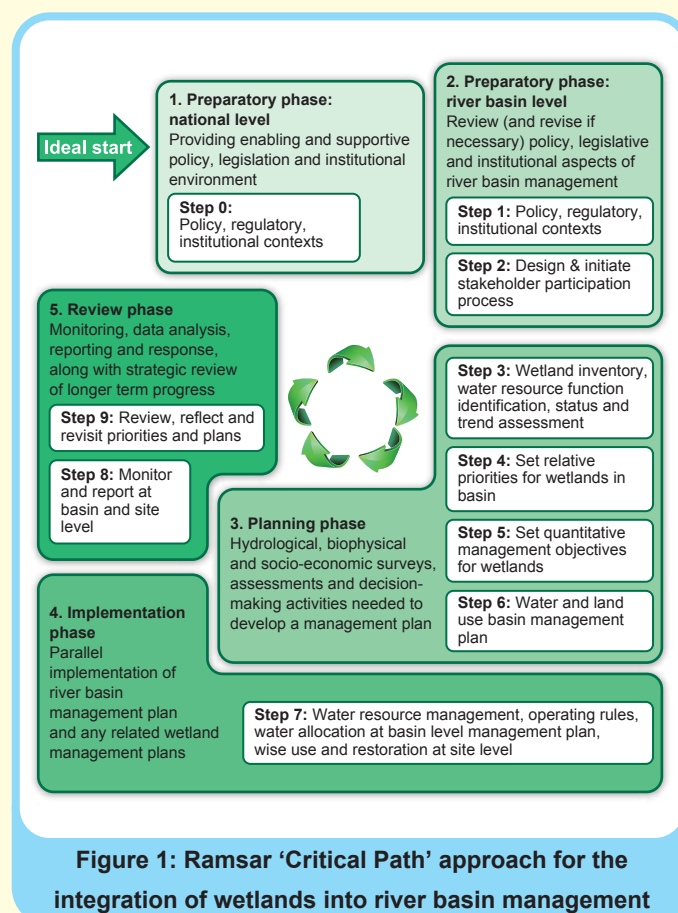 Ideal start
1. Preparatory phase:
national level
Providing enabling and supportive
policy, legislation and institutional
environment
Step 0:
Policy, regulatory,
institutional contexts
2. Preparatory phase:
river basin level
Review (and revise if
necessary) policy, legislative
and institutional aspects of
river basin management
Step 1: Policy, regulatory,
institutional contexts
Step 2: Design & initiate
stakeholder participation
process
Step 3: Wetland inventory,
water resource function
identification, status and
trend assessment
Step 4: Set relative
priorities for wetlands in
basin
Step 5: Set quantitative
management objectives
for wetlands
Step 6: Water and land
use basin management
plan
3. Planning phase
Hydrological, biophysical
and socio-economic surveys,
assessments and decision-
making activities needed to
develop a management plan
4. Implementation
phase
Parallel
implementation of
river basin
management plan
and any related wetland
management plans
Step 7: Water resource management, operating rules,
water allocation at basin level management plan,
wise use and restoration at site level
5. Review phase
Monitoring, data analysis,
reporting and response,
along with strategic review
of longer term progress
Step 9: Review, reflect and
revisit priorities and plans
Step 8: Monitor
and report at
basin and site
level
Figure 1: Ramsar ‘Critical Path’ approach for the
integration of wetlands into river basin management